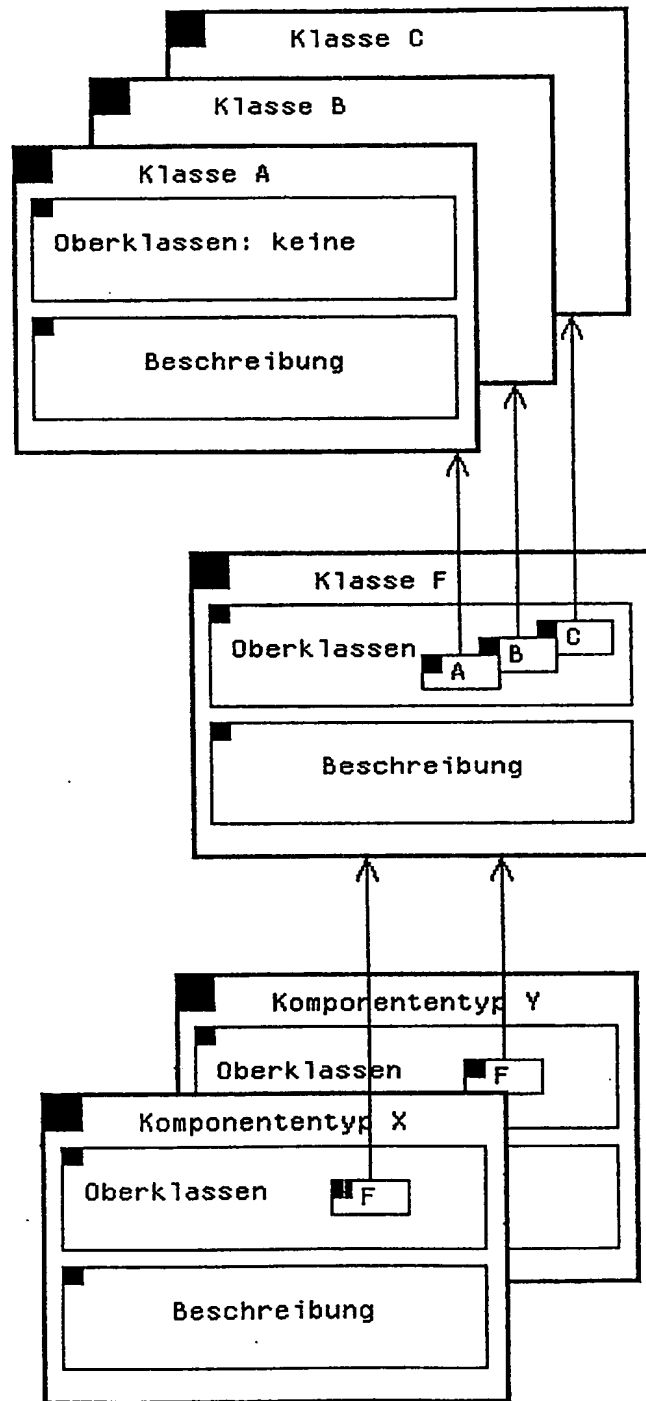 Klasse C
Klasse B
Klasse A
Oberklassen: keine
Beschreibung
Klasse F
Oberklassen
A
B
C
Beschreibung
Komponententyp Y
Oberklassen
F
Komponententyp X
Oberklassen
F
Beschreibung